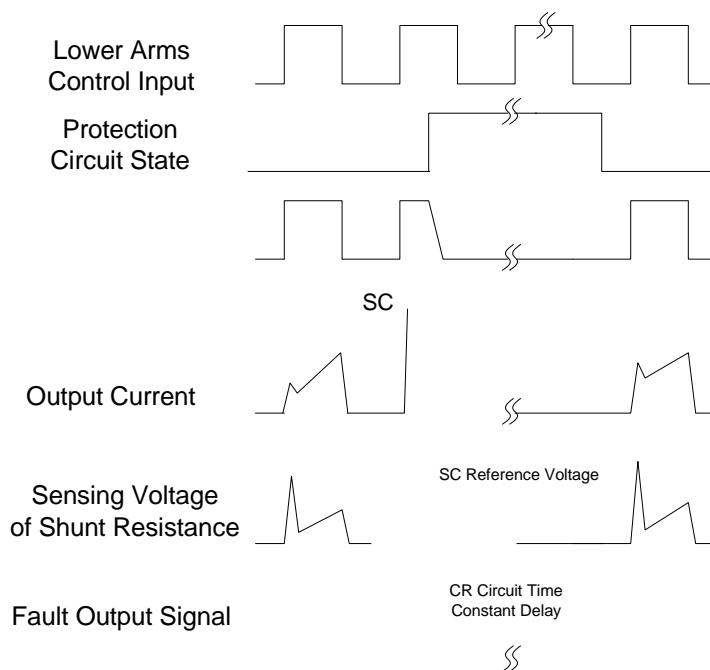 Lower Arms
Control Input
Protection
Circuit State
SC
Output Current
SC Reference Voltage
Sensing Voltage
of Shunt Resistance
CR Circuit Time
Constant Delay
Fault Output Signal